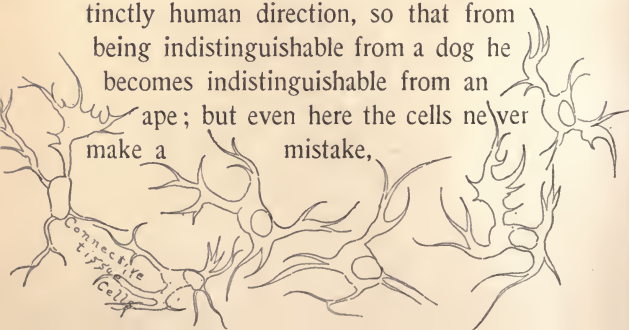 tinctly human direction, so that from
being indistinguishable from a dog he
becomes indistinguishable from an
ape; but even here the cells never
make a mistake,
Connective
tissue
Cells